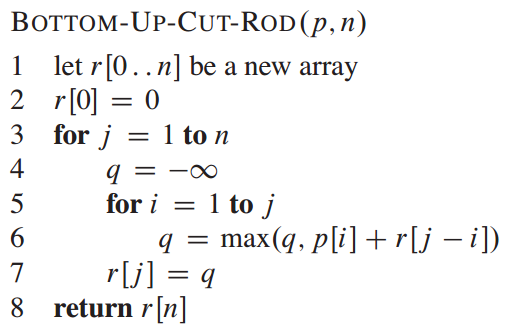 BOTTOM-UP-CUT-ROD(p, n)
1 let r[0..n] be a new array
2 r[0] = 0
3 for j = 1 to n
4 q = −∞
5 for i = 1 to j
6 q = max(q, p[i] + r[j − i])
7 r[j] = q
8 return r[n]